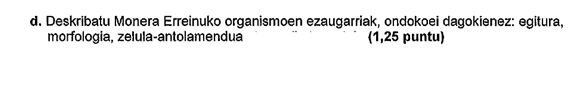 d. Deskribatu Monera Erreinuko organismoen ezaugarriak, ondokoei dagokienez: egitura,
morfologia, zelula-antolamendua (1,25 puntu)